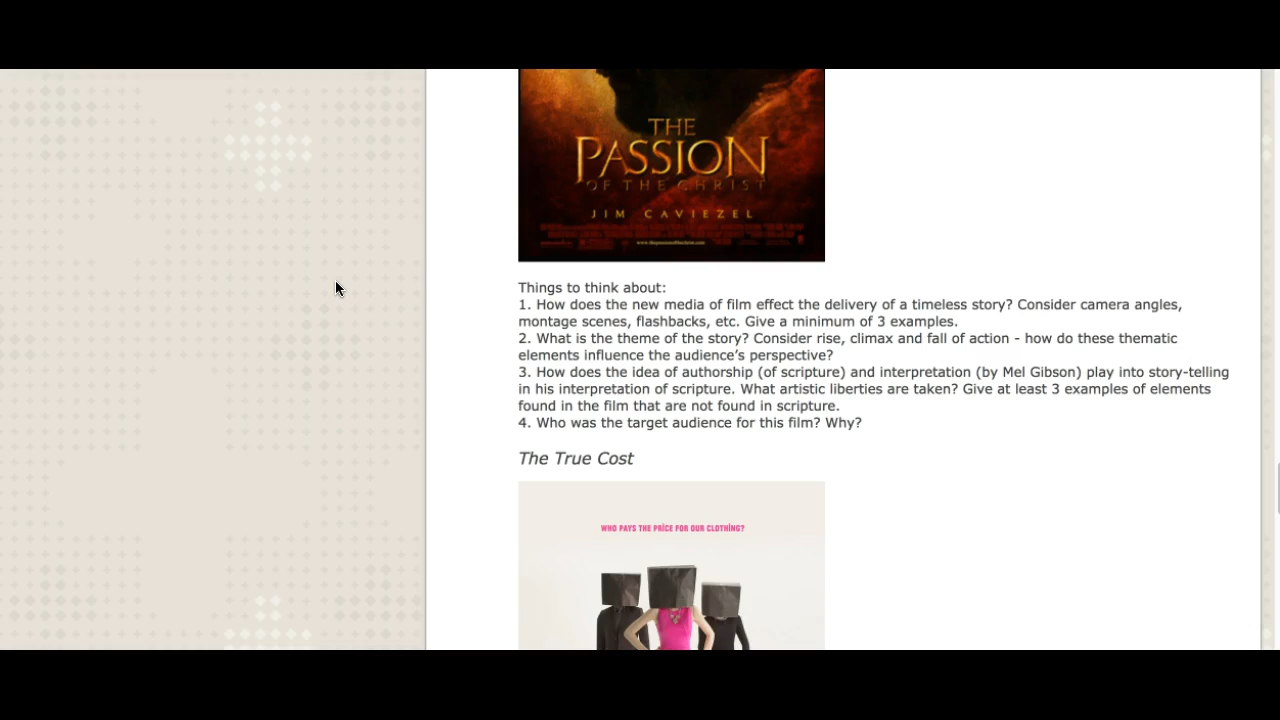 THE
PASSION
OF THE CHRIST
JIM CAVIEZEL
Things to think about:
1. How does the new media of film effect the delivery of a timeless story? Consider camera angles,
montage scenes, flashbacks, etc. Give a minimum of 3 examples.
2. What is the theme of the story? Consider rise, climax and fall of action - how do these thematic
elements influence the audience’s perspective?
3. How does the idea of authorship (of scripture) and interpretation (by Mel Gibson) play into story-telling
in his interpretation of scripture. What artistic liberties are taken? Give at least 3 examples of elements
found in the film that are not found in scripture.
4. Who was the target audience for this film? Why?
The True Cost
WHO PAYS THE PRICE FOR OUR CLOTHING?